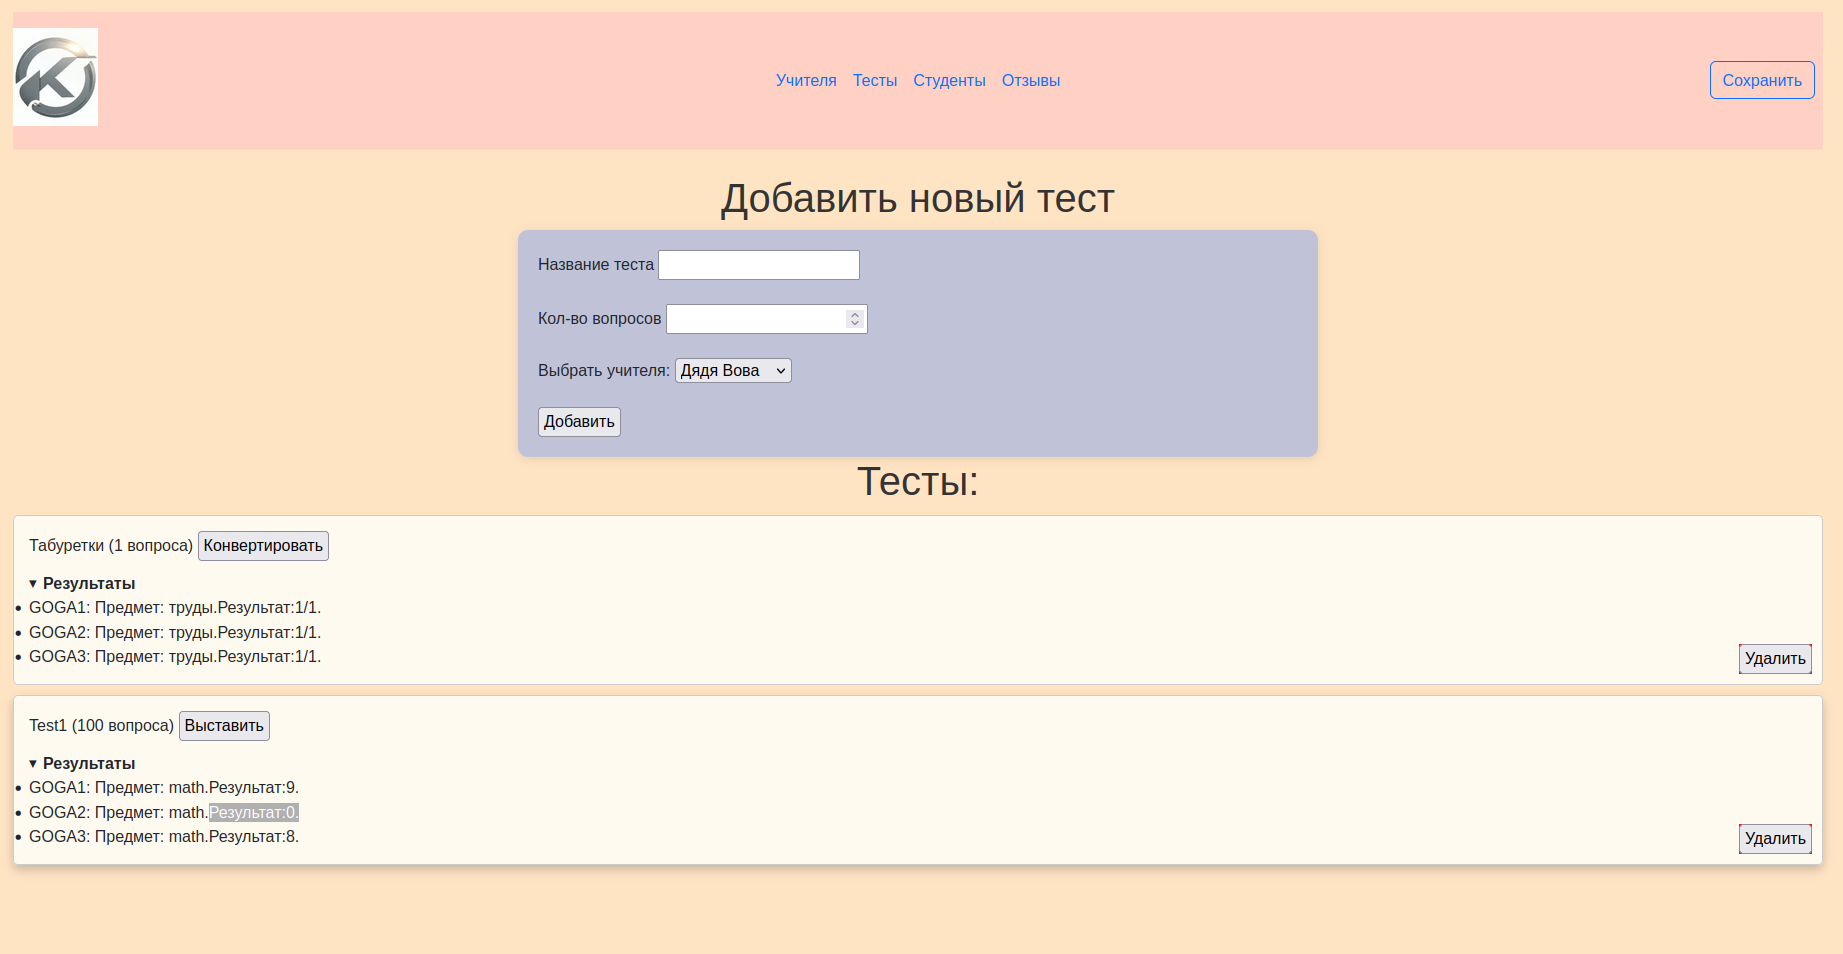 K
Учителя Тесты Студенты Отзывы Сохранить
Добавить новый тест
Название теста
Кол-во вопросов
Выбрать учителя: Дядя Вова
Добавить
Тесты:
Табуретки (1 вопроса) Конвертировать
Результаты
GOGA1: Предмет: труды.Результат:1/1.
GOGA2: Предмет: труды.Результат:1/1.
GOGA3: Предмет: труды.Результат:1/1.
Удалить
Test1 (100 вопроса) Выставить
Результаты
GOGA1: Предмет: math.Результат:9.
GOGA2: Предмет: math.Результат:0.
GOGA3: Предмет: math.Результат:8.
Удалить